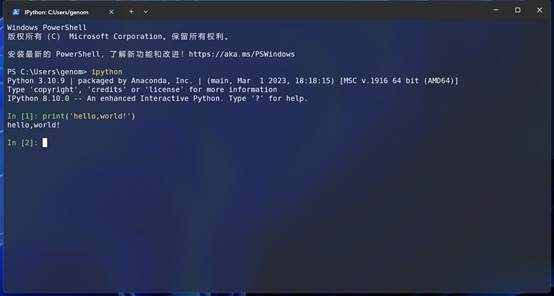 IPython: C:Users/genom
Windows PowerShell
版权所有 (C) Microsoft Corporation。保留所有权利。
安装最新的 PowerShell，了解新功能和改进！https://aka.ms/PSWindows
PS C:\Users\genom> ipython
Python 3.10.9 | packaged by Anaconda, Inc. | (main, Mar  1 2023, 18:18:15) [MSC v.1916 64 bit (AMD64)]
Type 'copyright', 'credits' or 'license' for more information
IPython 8.10.0 -- An enhanced Interactive Python. Type '?' for help.
In [1]: print('hello,world!')
hello,world!
In [2]: